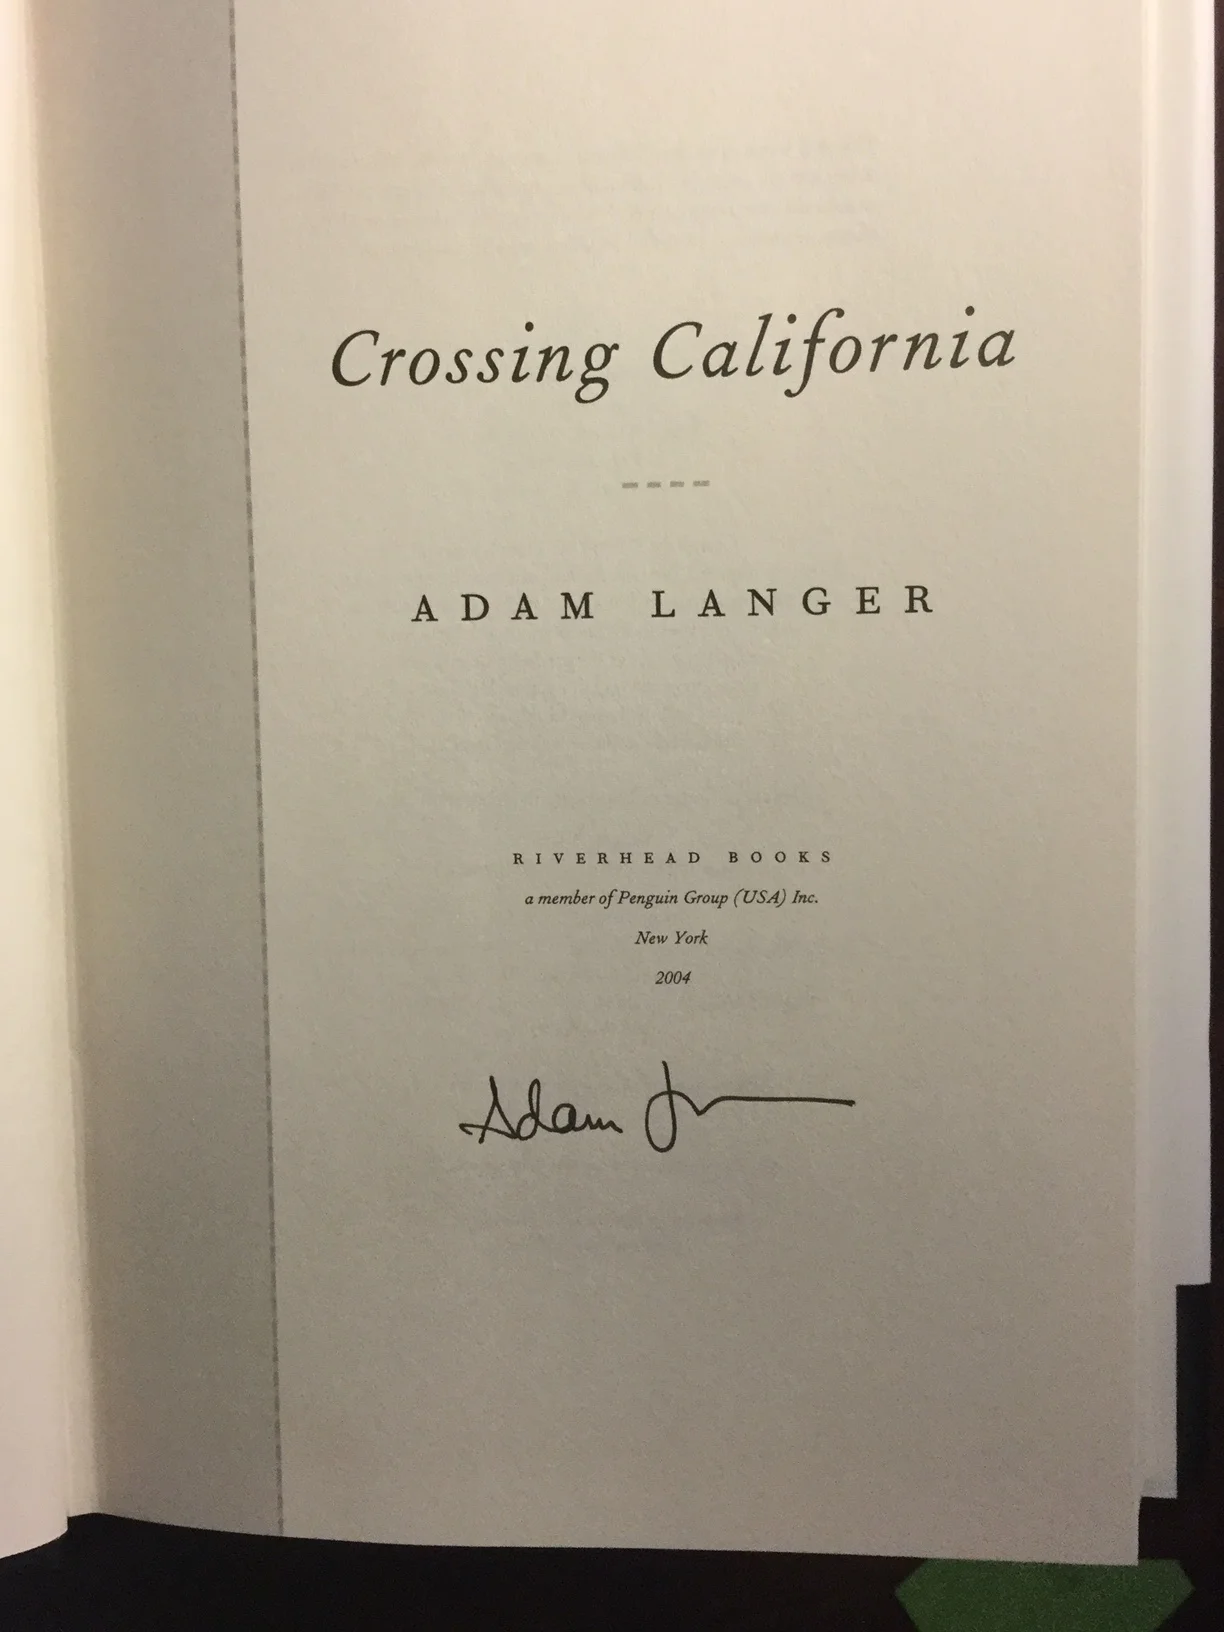 Crossing California
ADAM LANGER
RIVERHEAD BOOKS
a member of Penguin Group (USA) Inc.
New York
2004
Adam